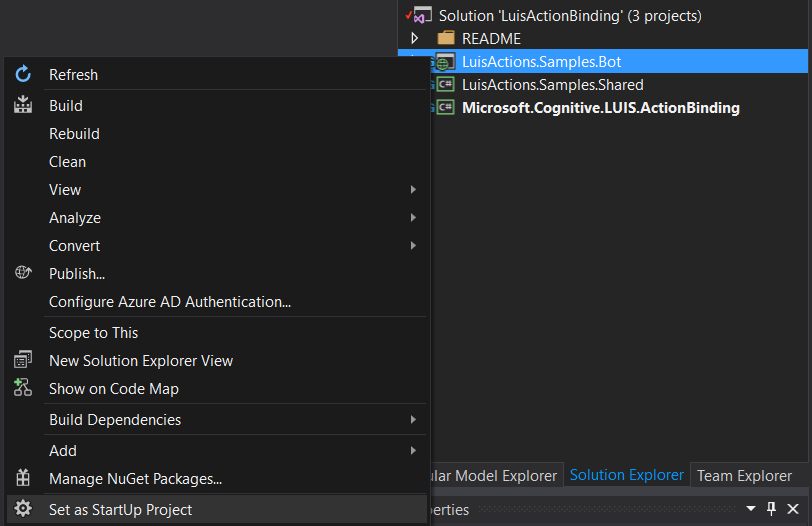 Solution 'LuisActionBinding' (3 projects)
README
LuisActions.Samples.Bot
LuisActions.Samples.Shared
Microsoft.Cognitive.LUIS.ActionBinding
Refresh
Build
Rebuild
Clean
View
Analyze
Convert
Publish...
Configure Azure AD Authentication...
Scope to This
New Solution Explorer View
Show on Code Map
Build Dependencies
Add
Manage NuGet Packages...
Set as StartUp Project
ular Model Explorer
Solution Explorer
Team Explorer
perties